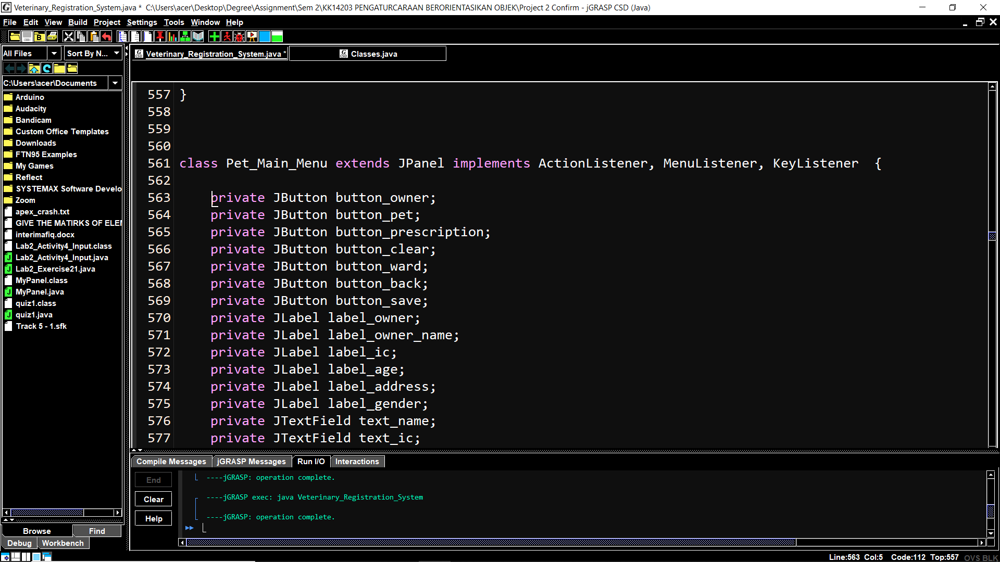 Veterinary_Registration_System.java * C:\Users\acer\Desktop\Degree\Assignment\Sem 2\KK14203 PENGATURCARAAN BERORIENTASIKAN OBJEK\Project 2 Confirm - jGRASP CSD (Java)
File Edit View Build Project Settings Tools Window Help
All Files Sort By N...
C:\Users\acer\Documents
Arduino
Audacity
Bandicam
Custom Office Templates
Downloads
FTN95 Examples
My Games
Reflect
SYSTEMAX Software Develo
Zoom
apex_crash.txt
GIVE THE MATIRKS OF ELEM
interimafiq.docx
Lab2_Activity4_Input.class
Lab2_Activity4_Input.java
Lab2_Exercise21.java
MyPanel.class
MyPanel.java
quiz1.class
quiz1.java
Track 5 - 1.sfk
Browse Find
Debug Workbench
Veterinary_Registration_System.java * Classes.java
557 }
558
559
560
561 class Pet_Main_Menu extends JPanel implements ActionListener, MenuListener, KeyListener {
562
563 private JButton button_owner;
564 private JButton button_pet;
565 private JButton button_prescription;
566 private JButton button_clear;
567 private JButton button_ward;
568 private JButton button_back;
569 private JButton button_save;
570 private JLabel label_owner;
571 private JLabel label_owner_name;
572 private JLabel label_ic;
573 private JLabel label_age;
574 private JLabel label_address;
575 private JLabel label_gender;
576 private JTextField text_name;
577 private JTextField text_ic;
Compile Messages jGRASP Messages Run I/O Interactions
End
Clear
Help
----jGRASP: operation complete.
----jGRASP exec: java Veterinary_Registration_System
----jGRASP: operation complete.
Line:563 Col:5 Code:112 Top:557 OVS BLK